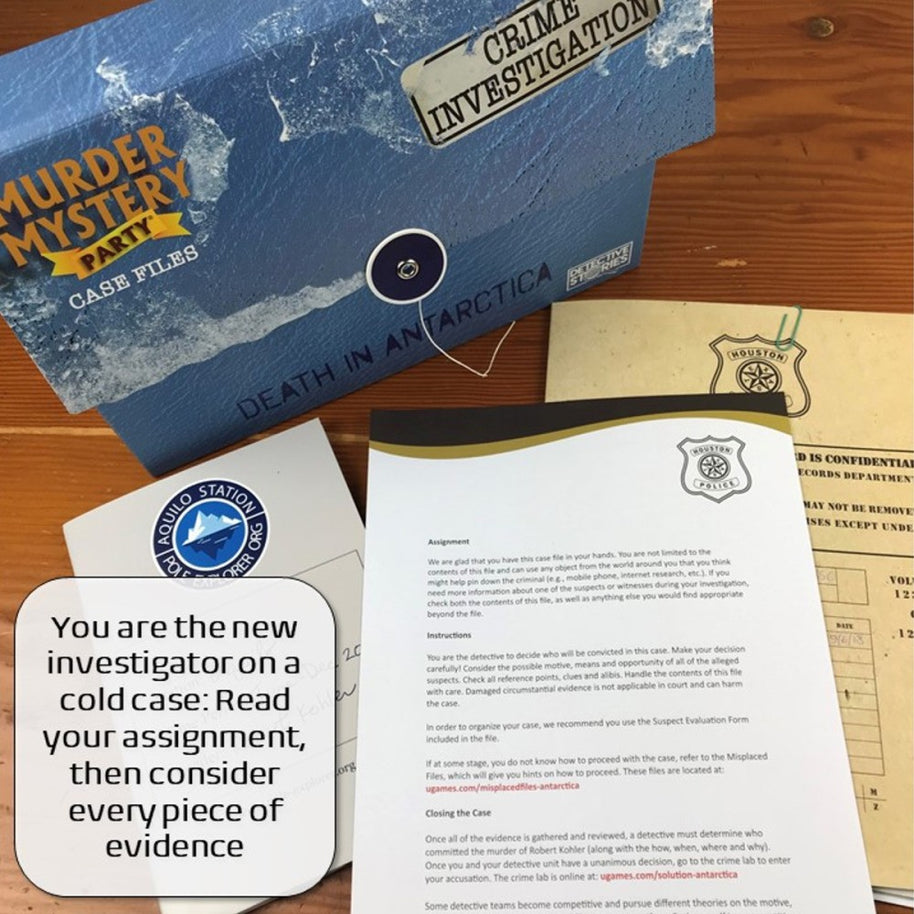 CRIME
INVESTIGATION
MURDER
MYSTERY
PARTY
CASE FILES
DETECTIVE
STORIES
DEATH IN ANTARCTICA
HOUSTON
D IS CONFIDENTIAL
ECORDS DEPARTMENT
MAY NOT BE REMOVE
ISES EXCEPT UNDE
VOL
DATE
M
Z
AQUILO STATION
POLE EXPLORER.ORG
Dec 20
Kohler
HOUSTON
POLICE
Assignment
We are glad that you have this case file in your hands. You are not limited to the
contents of this file and can use any object from the world around you that you think
might help pin down the criminal (e.g., mobile phone, internet research, etc.). If you
need more information about one of the suspects or witnesses during your investigation,
check both the contents of this file, as well as anything else you would find appropriate
beyond the file.
Instructions
You are the detective to decide who will be convicted in this case. Make your decision
carefully! Consider the possible motive, means and opportunity of all of the alleged
suspects. Check all reference points, clues and alibis. Handle the contents of this file
with care. Damaged circumstantial evidence is not applicable in court and can harm
the case.
In order to organize your case, we recommend you use the Suspect Evaluation Form
included in the file.
If at some stage, you do not know how to proceed with the case, refer to the Misplaced
Files, which will give you hints on how to proceed. These files are located at:
ugames.com/misplacedfiles-antarctica
Closing the Case
Once all of the evidence is gathered and reviewed, a detective must determine who
committed the murder of Robert Kohler (along with the how, when, where and why).
Once you and your detective unit have a unanimous decision, go to the crime lab to enter
your accusation. The crime lab is online at: ugames.com/solution-antarctica
Some detective teams become competitive and pursue different theories on the motive,
You are the new
investigator on a
cold case: Read
your assignment,
then consider
every piece of
evidence